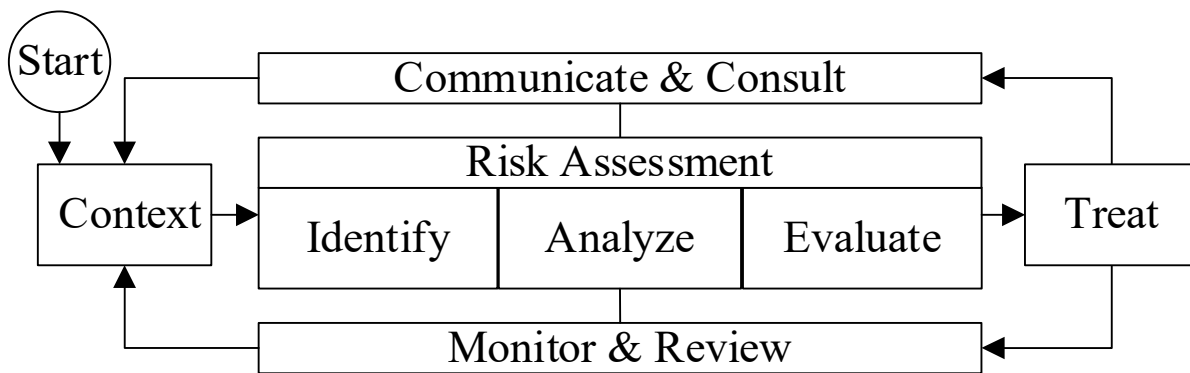 Start
Communicate & Consult
Risk Assessment
Context
Identify
Analyze
Evaluate
Treat
Monitor & Review